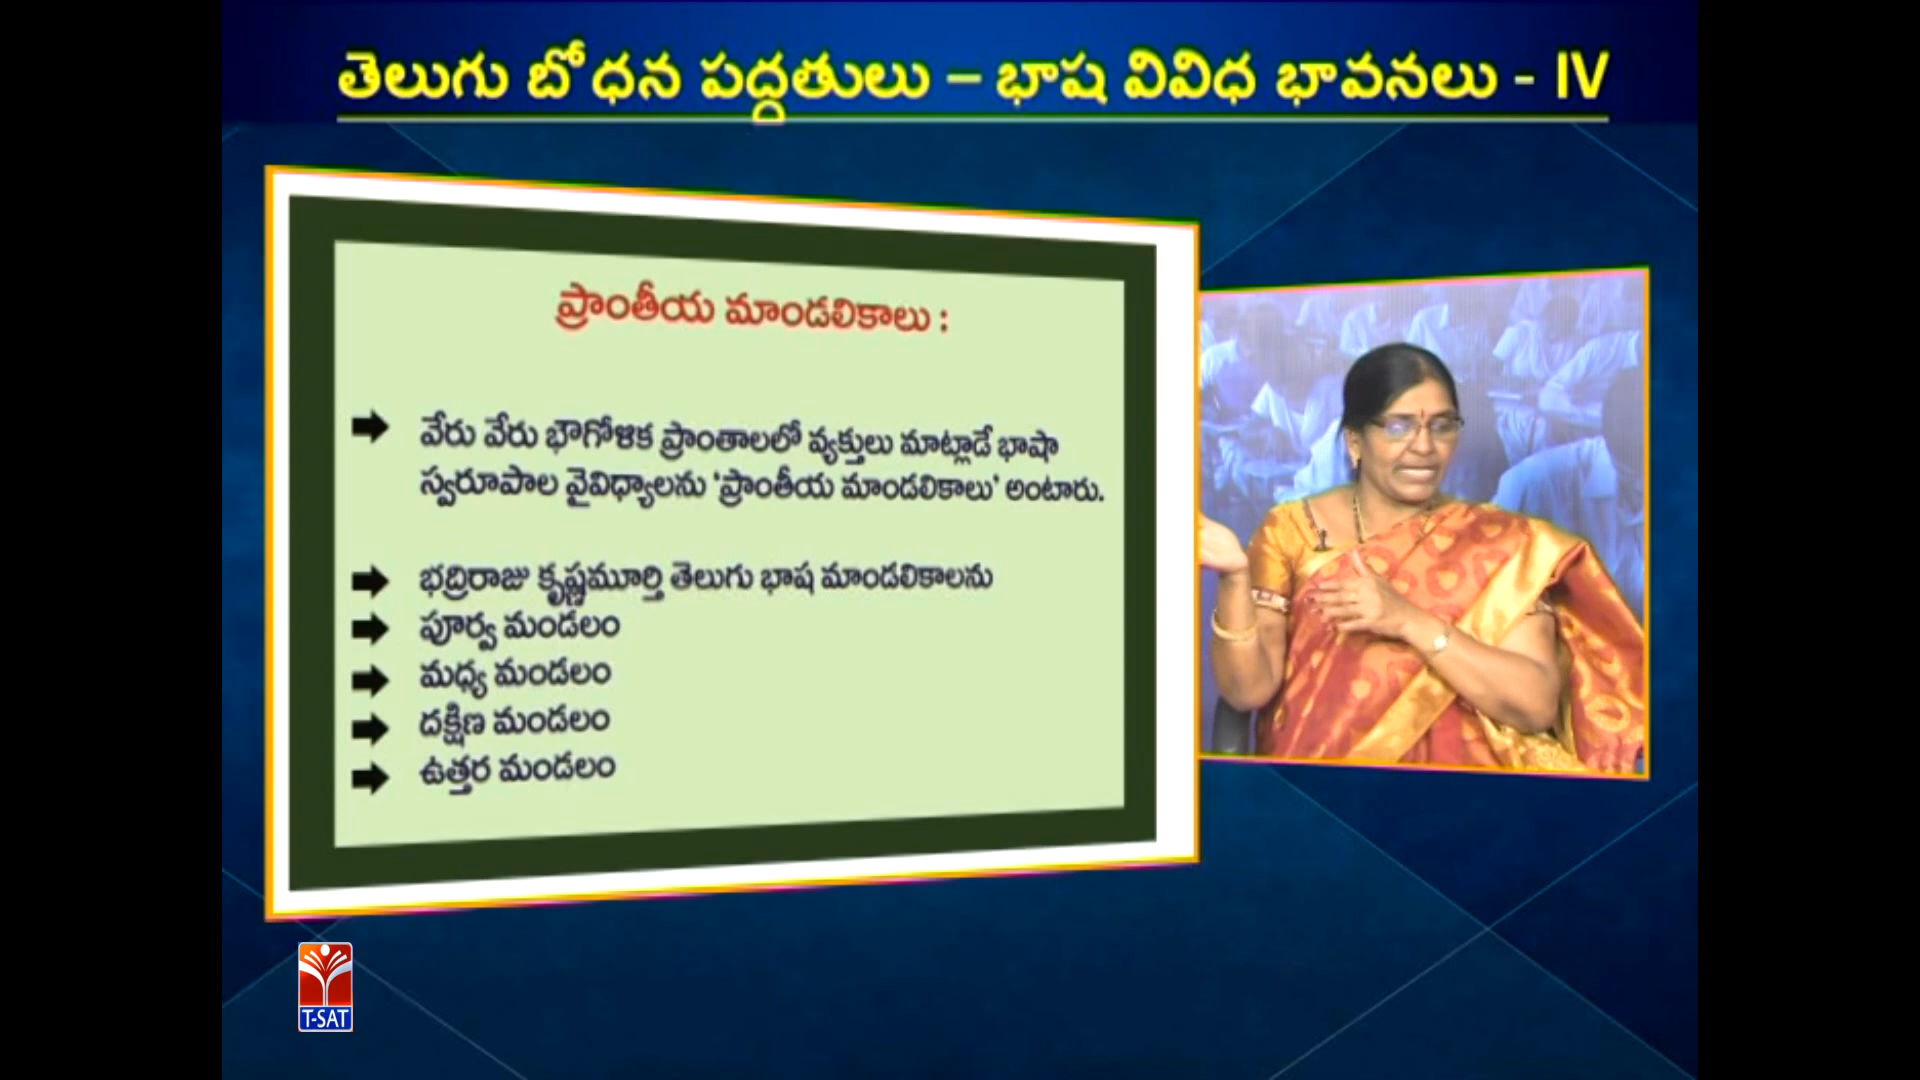 తెలుగు బోధన పద్దతులు – భాష వివిధ భావనలు - IV
ప్రాంతీయ మాండలికాలు :
వేరు వేరు భౌగోళిక ప్రాంతాలలో వ్యక్తులు మాట్లాడే భాషా
స్వరూపాల వైవిధ్యాలను 'ప్రాంతీయ మాండలికాలు' అంటారు.
భద్రిరాజు కృష్ణమూర్తి తెలుగు భాష మాండలికాలను
పూర్వ మండలం
మధ్య మండలం
దక్షిణ మండలం
ఉత్తర మండలం
T-SAT